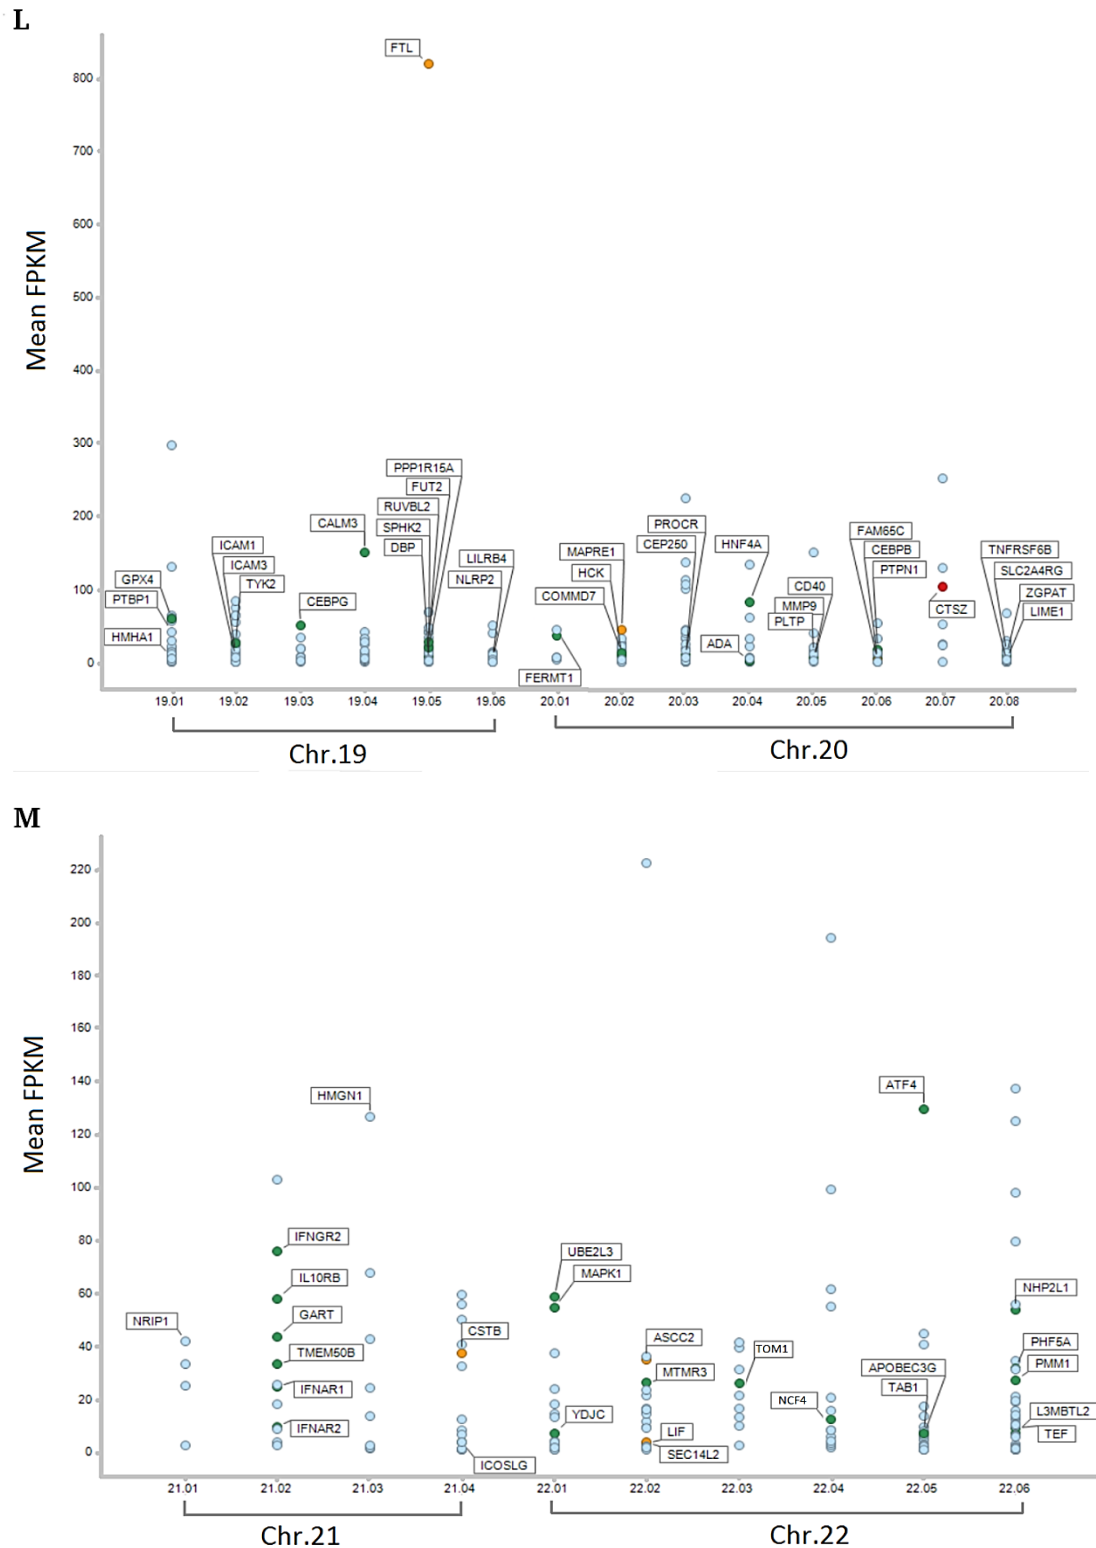 L
FTL
800
700
600
500
400
300
200
100
0
Mean FPKM
PPP1R15A
FUT2
RUVBL2
SPHK2
DBP
CALM3
ICAM1
ICAM3
TYK2
GPX4
PTBP1
HMHA1
CEBPG
LILRB4
NLRP2
MAPRE1
HCK
COMMD7
FERMT1
PROCR
CEP250
HNF4A
ADA
CD40
MMP9
PLTP
FAM65C
CEBPB
PTPN1
CTSZ
TNFRSF6B
SLC2A4RG
ZGPAT
LIME1
19.01 19.02 19.03 19.04 19.05 19.06 20.01 20.02 20.03 20.04 20.05 20.06 20.07 20.08
Chr.19 Chr.20
M
220
200
180
160
140
120
100
80
60
40
20
0
Mean FPKM
HMGN1
ATF4
IFNGR2
IL10RB
GART
TMEM50B
IFNAR1
IFNAR2
NRIP1
CSTB
ICOSLG
UBE2L3
MAPK1
YDJC
ASCC2
MTMR3
LIF
SEC14L2
TOM1
NCF4
APOBEC3G
TAB1
NHP2L1
PHF5A
PMM1
L3MBTL2
TEF
21.01 21.02 21.03 21.04 22.01 22.02 22.03 22.04 22.05 22.06
Chr.21 Chr.22